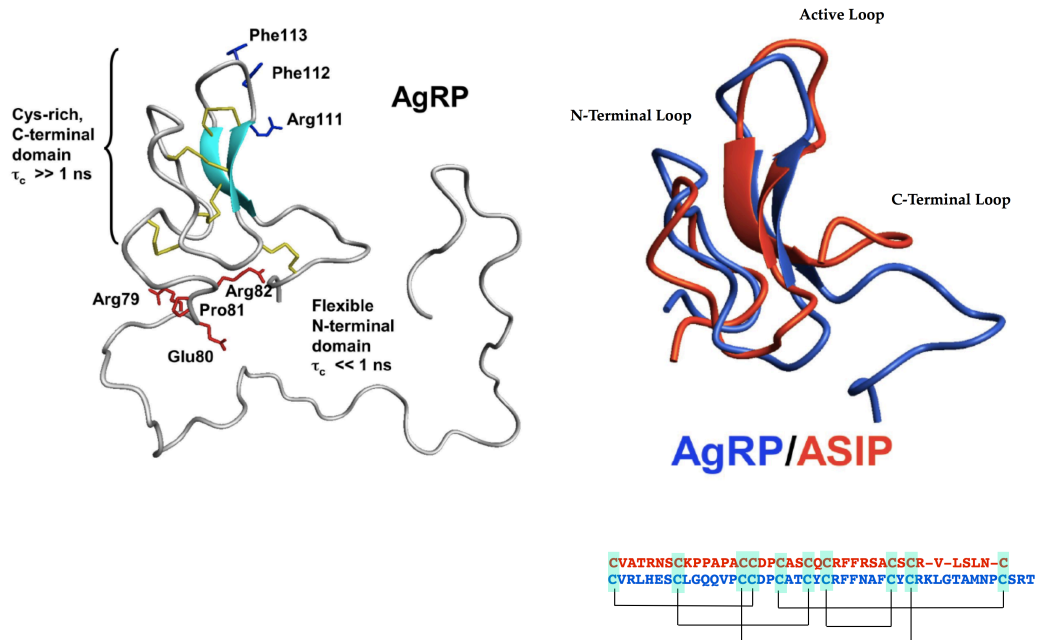 Active Loop
Phe113
Phe112
AgRP
Cys-rich,
C-terminal
domain
τc >> 1 ns
Arg111
N-Terminal Loop
C-Terminal Loop
Arg79
Arg82
Pro81
Glu80
Flexible
N-terminal
domain
τc << 1 ns
AgRP/ASIP
CVATRNSCKPPAPACCDPCASCQCRFFRSACSCR-V-LSLN-C
CVRLHESCLGQQVPCCDPCATCYCRFFNAFCYCRKLGTAMNPCSRT